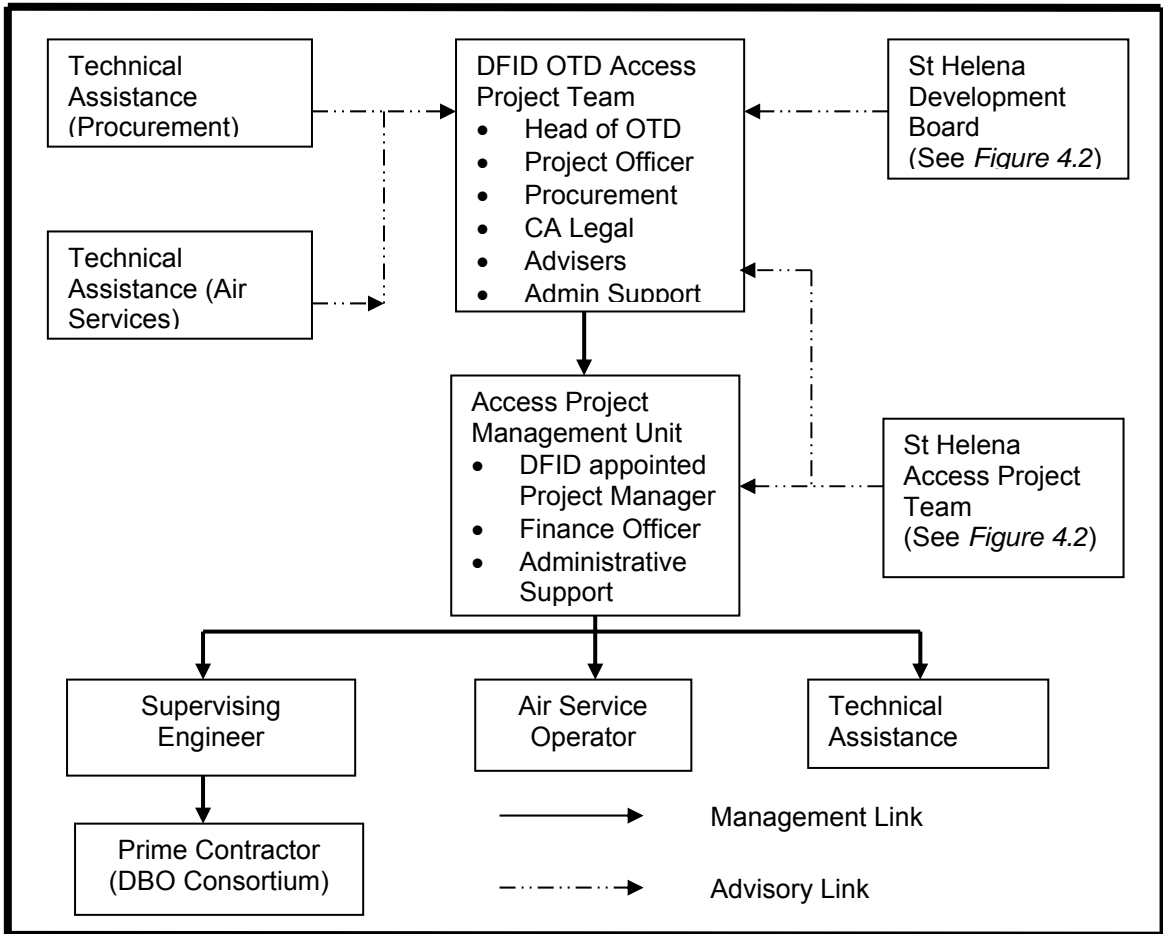 Technical
Assistance
(Procurement)
DFID OTD Access
Project Team
• Head of OTD
• Project Officer
• Procurement
• CA Legal
• Advisers
• Admin Support
St Helena
Development
Board
(See Figure 4.2)
Technical
Assistance (Air
Services)
Access Project
Management Unit
• DFID appointed
Project Manager
• Finance Officer
• Administrative
Support
St Helena
Access Project
Team
(See Figure 4.2)
Supervising
Engineer
Air Service
Operator
Technical
Assistance
Prime Contractor
(DBO Consortium)
Management Link
Advisory Link